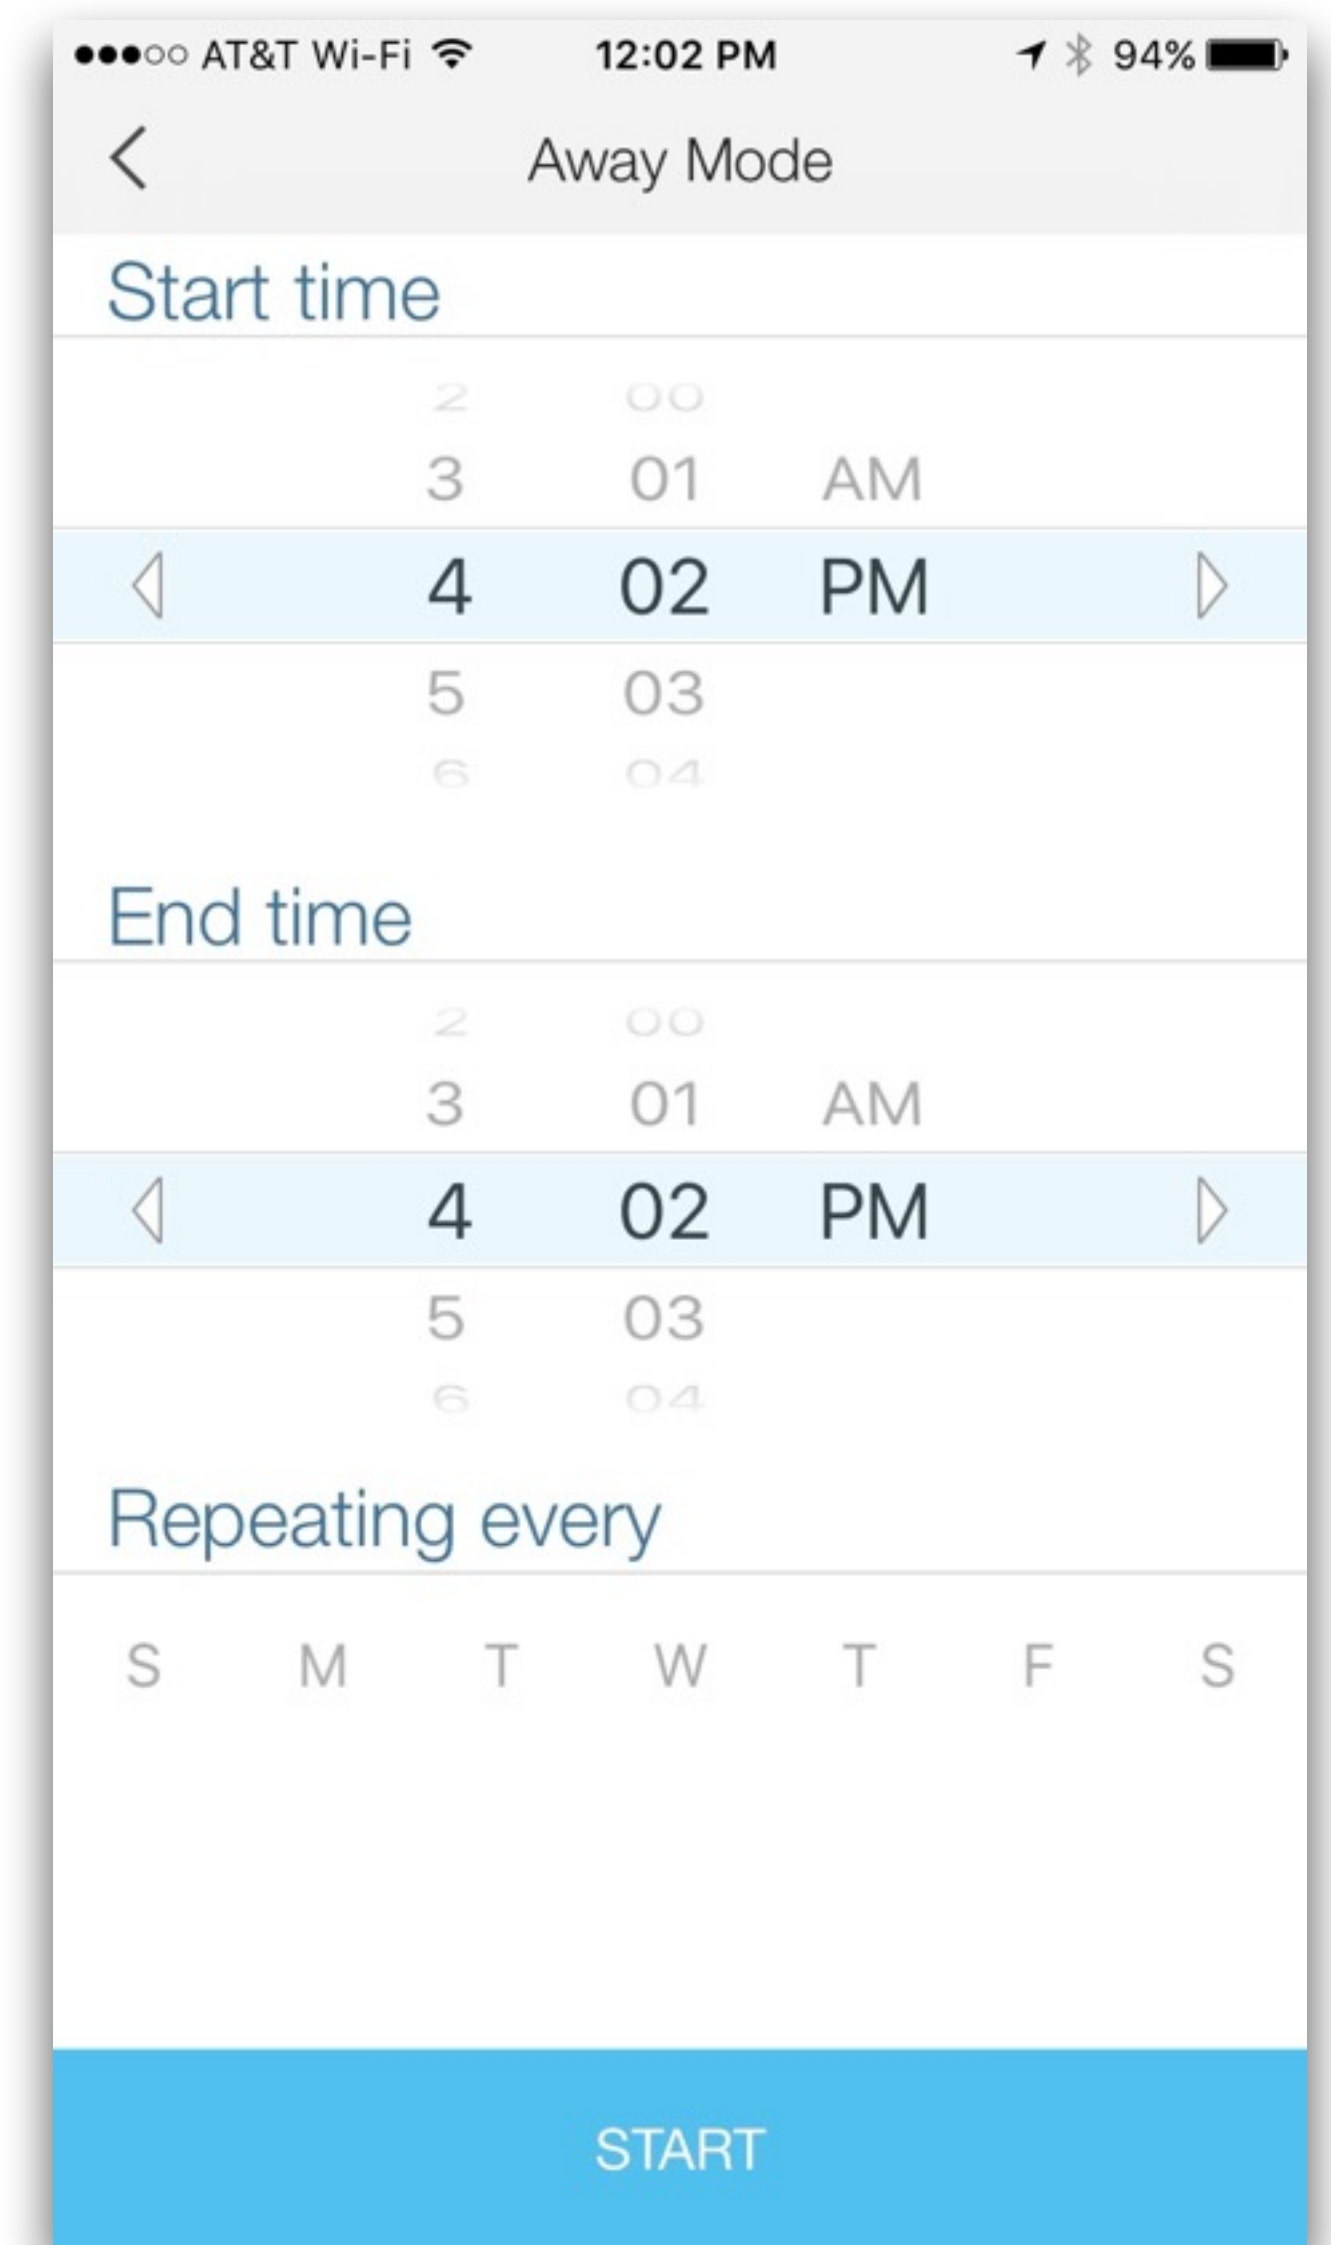 AT&T Wi-Fi 12:02 PM 94%
Away Mode
Start time
2 00
3 01 AM
4 02 PM
5 03
6 04
End time
2 00
3 01 AM
4 02 PM
5 03
6 04
Repeating every
S M T W T F S
START